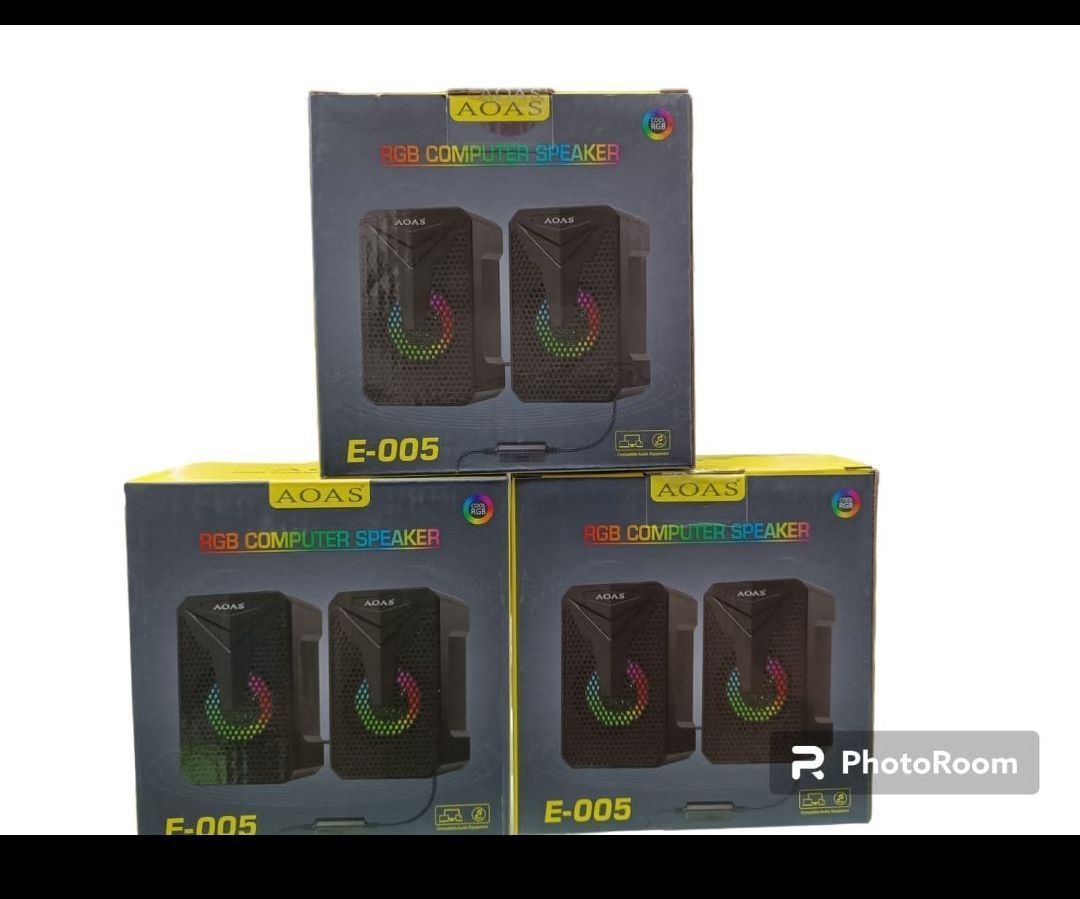 AOAS
COOL
RGB
RGB COMPUTER SPEAKER
AOAS
AOAS
E-005
Compatible Audio Equipment
AOAS
COOL
RGB
RGB COMPUTER SPEAKER
AOAS
AOAS
E-005
Compatible Audio Equipment
AOAS
COOL
RGB
RGB COMPUTER SPEAKER
AOAS
AOAS
E-005
Compatible Audio Equipment
PhotoRoom